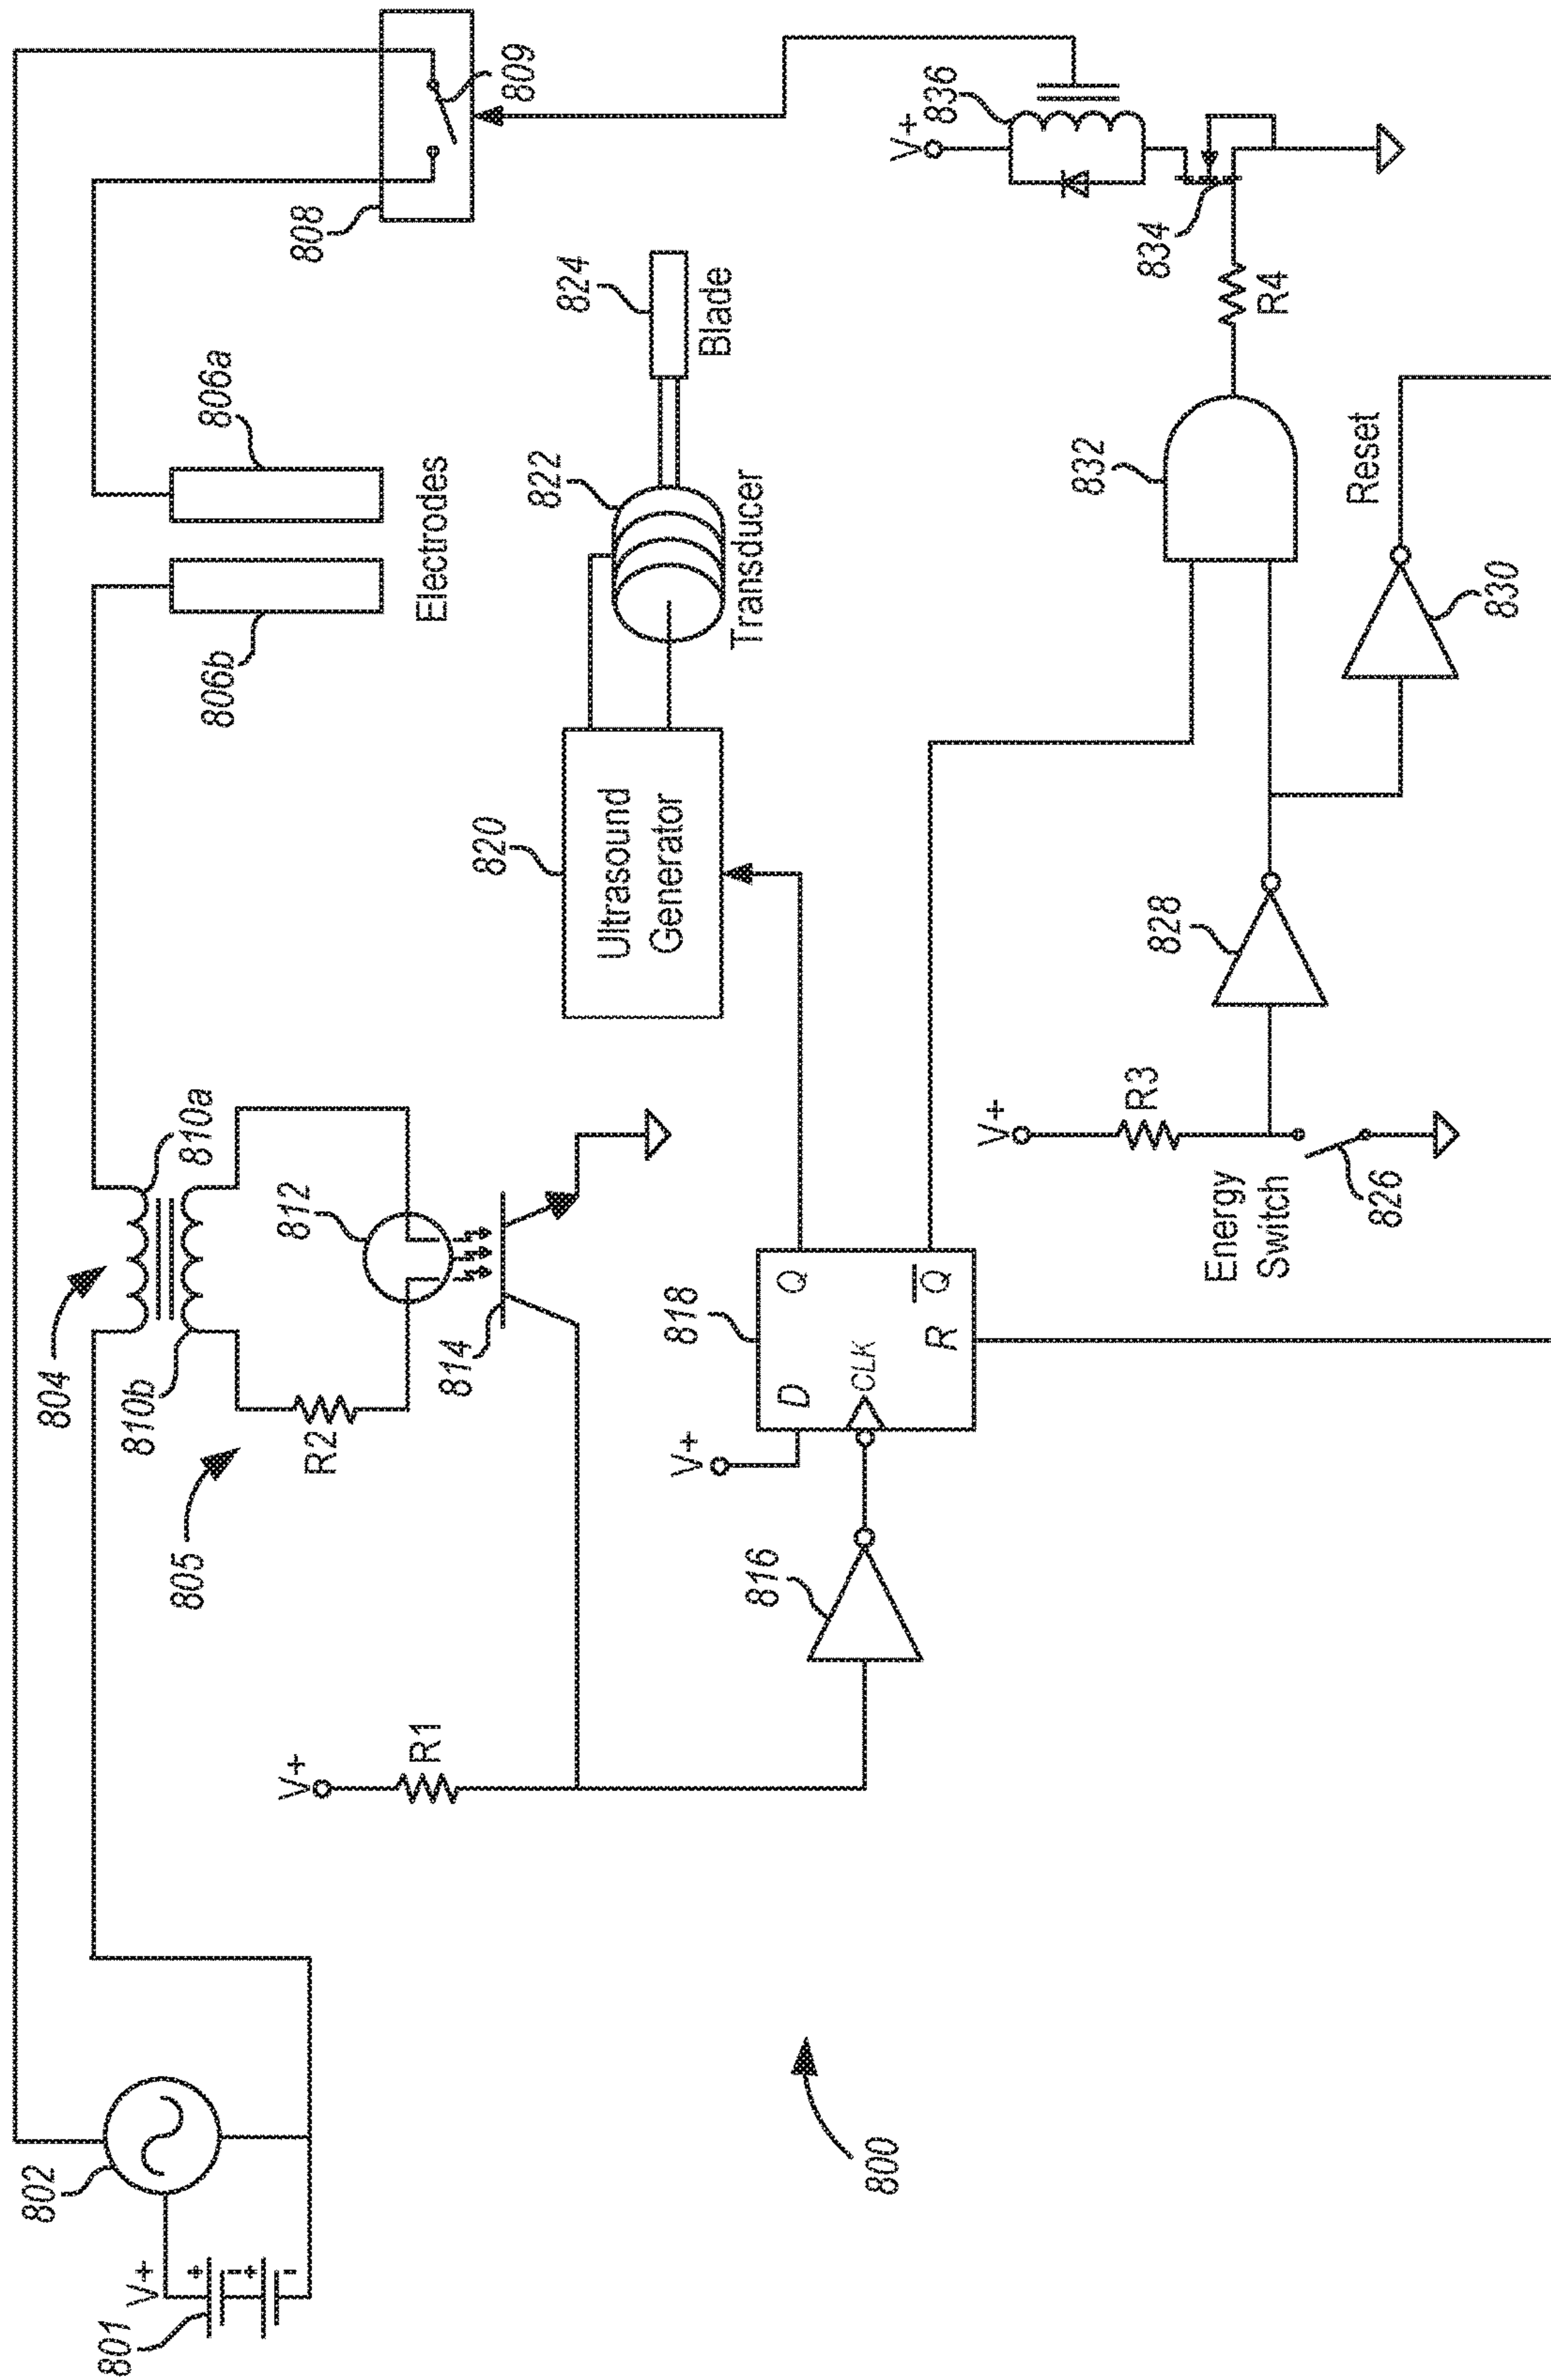 801
V+
+
-
+
-
802
804
810a
810b
805
R2
812
814
V+
R1
806b
806a
Electrodes
808
809
820
Ultrasound
Generator
822
Transducer
824
Blade
816
V+
818
D
Q
CLK
R
Q
V+
R3
Energy
Switch
826
828
830
Reset
832
R4
834
V+
836
800